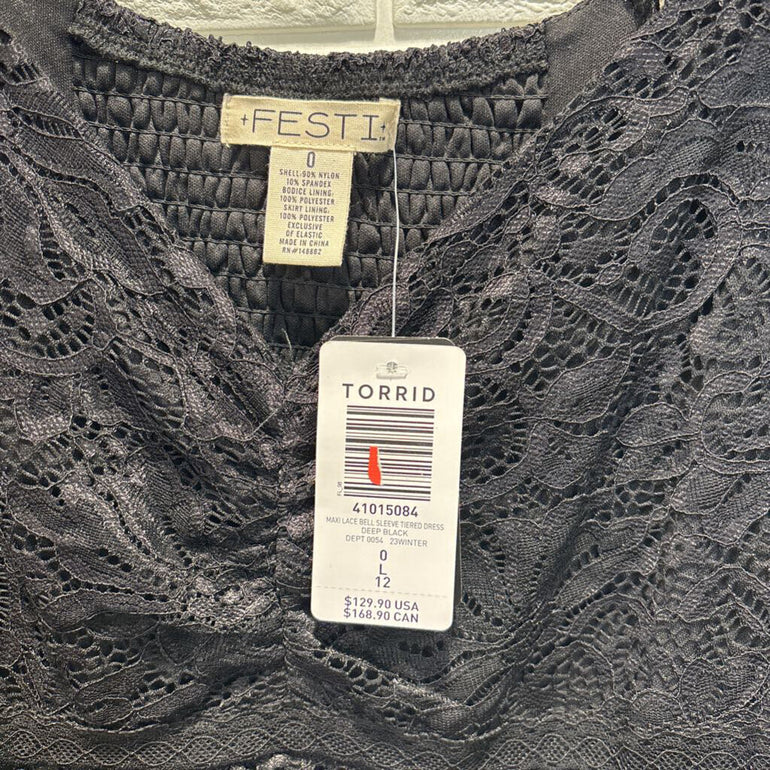 +FESTI+
0
SHELL:90% NYLON
10% SPANDEX
BODICE LINING:
100% POLYESTER
SKIRT LINING:
100% POLYESTER
EXCLUSIVE
OF ELASTIC
MADE IN CHINA
RN#148862
TORRID
FL_98
41015084
MAXI LACE BELL SLEEVE TIERED DRESS
DEEP BLACK
DEPT 0054 23WINTER
0
L
12
$129.90 USA
$168.90 CAN